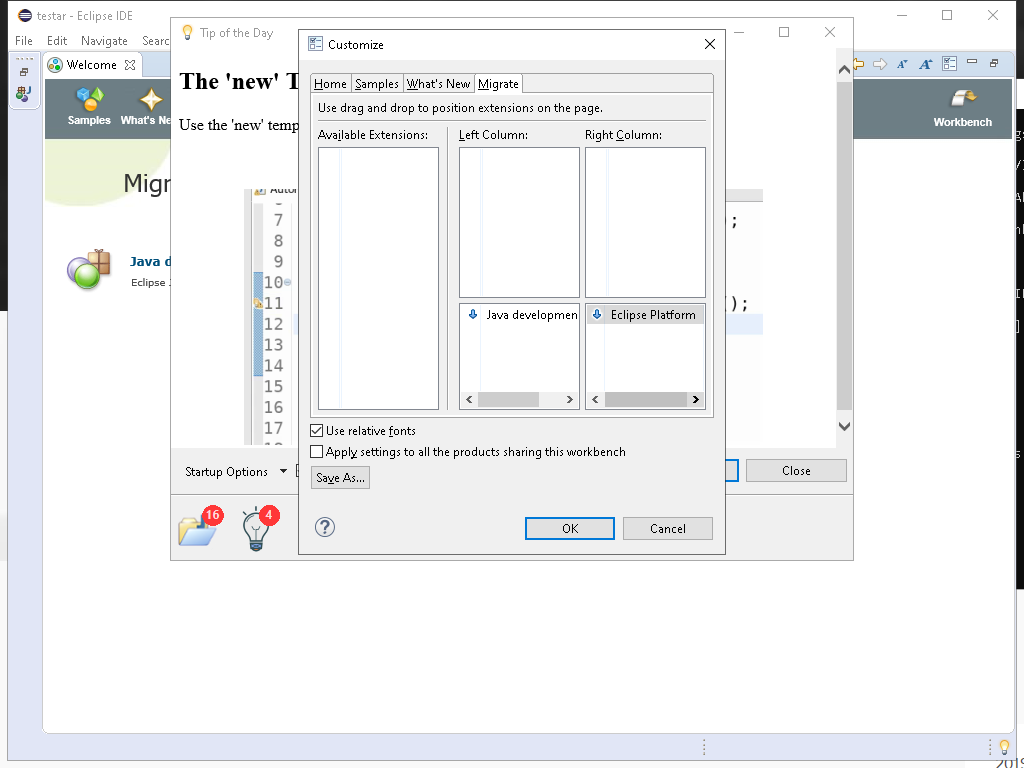 testar - Eclipse IDE
File Edit Navigate Searc
Welcome
Samples
What's Ne
Workbench
Migr
Java d
Eclipse
Tip of the Day
The 'new' T
Use the 'new' temp
7
);
8
9
10
11
);
12
13
14
15
16
17
Startup Options
Close
16
4
Customize
Home Samples What's New Migrate
Use drag and drop to position extensions on the page.
Available Extensions: Left Column: Right Column:
Java developmen
Eclipse Platform
Use relative fonts
Apply settings to all the products sharing this workbench
Save As...
?
OK
Cancel
2019